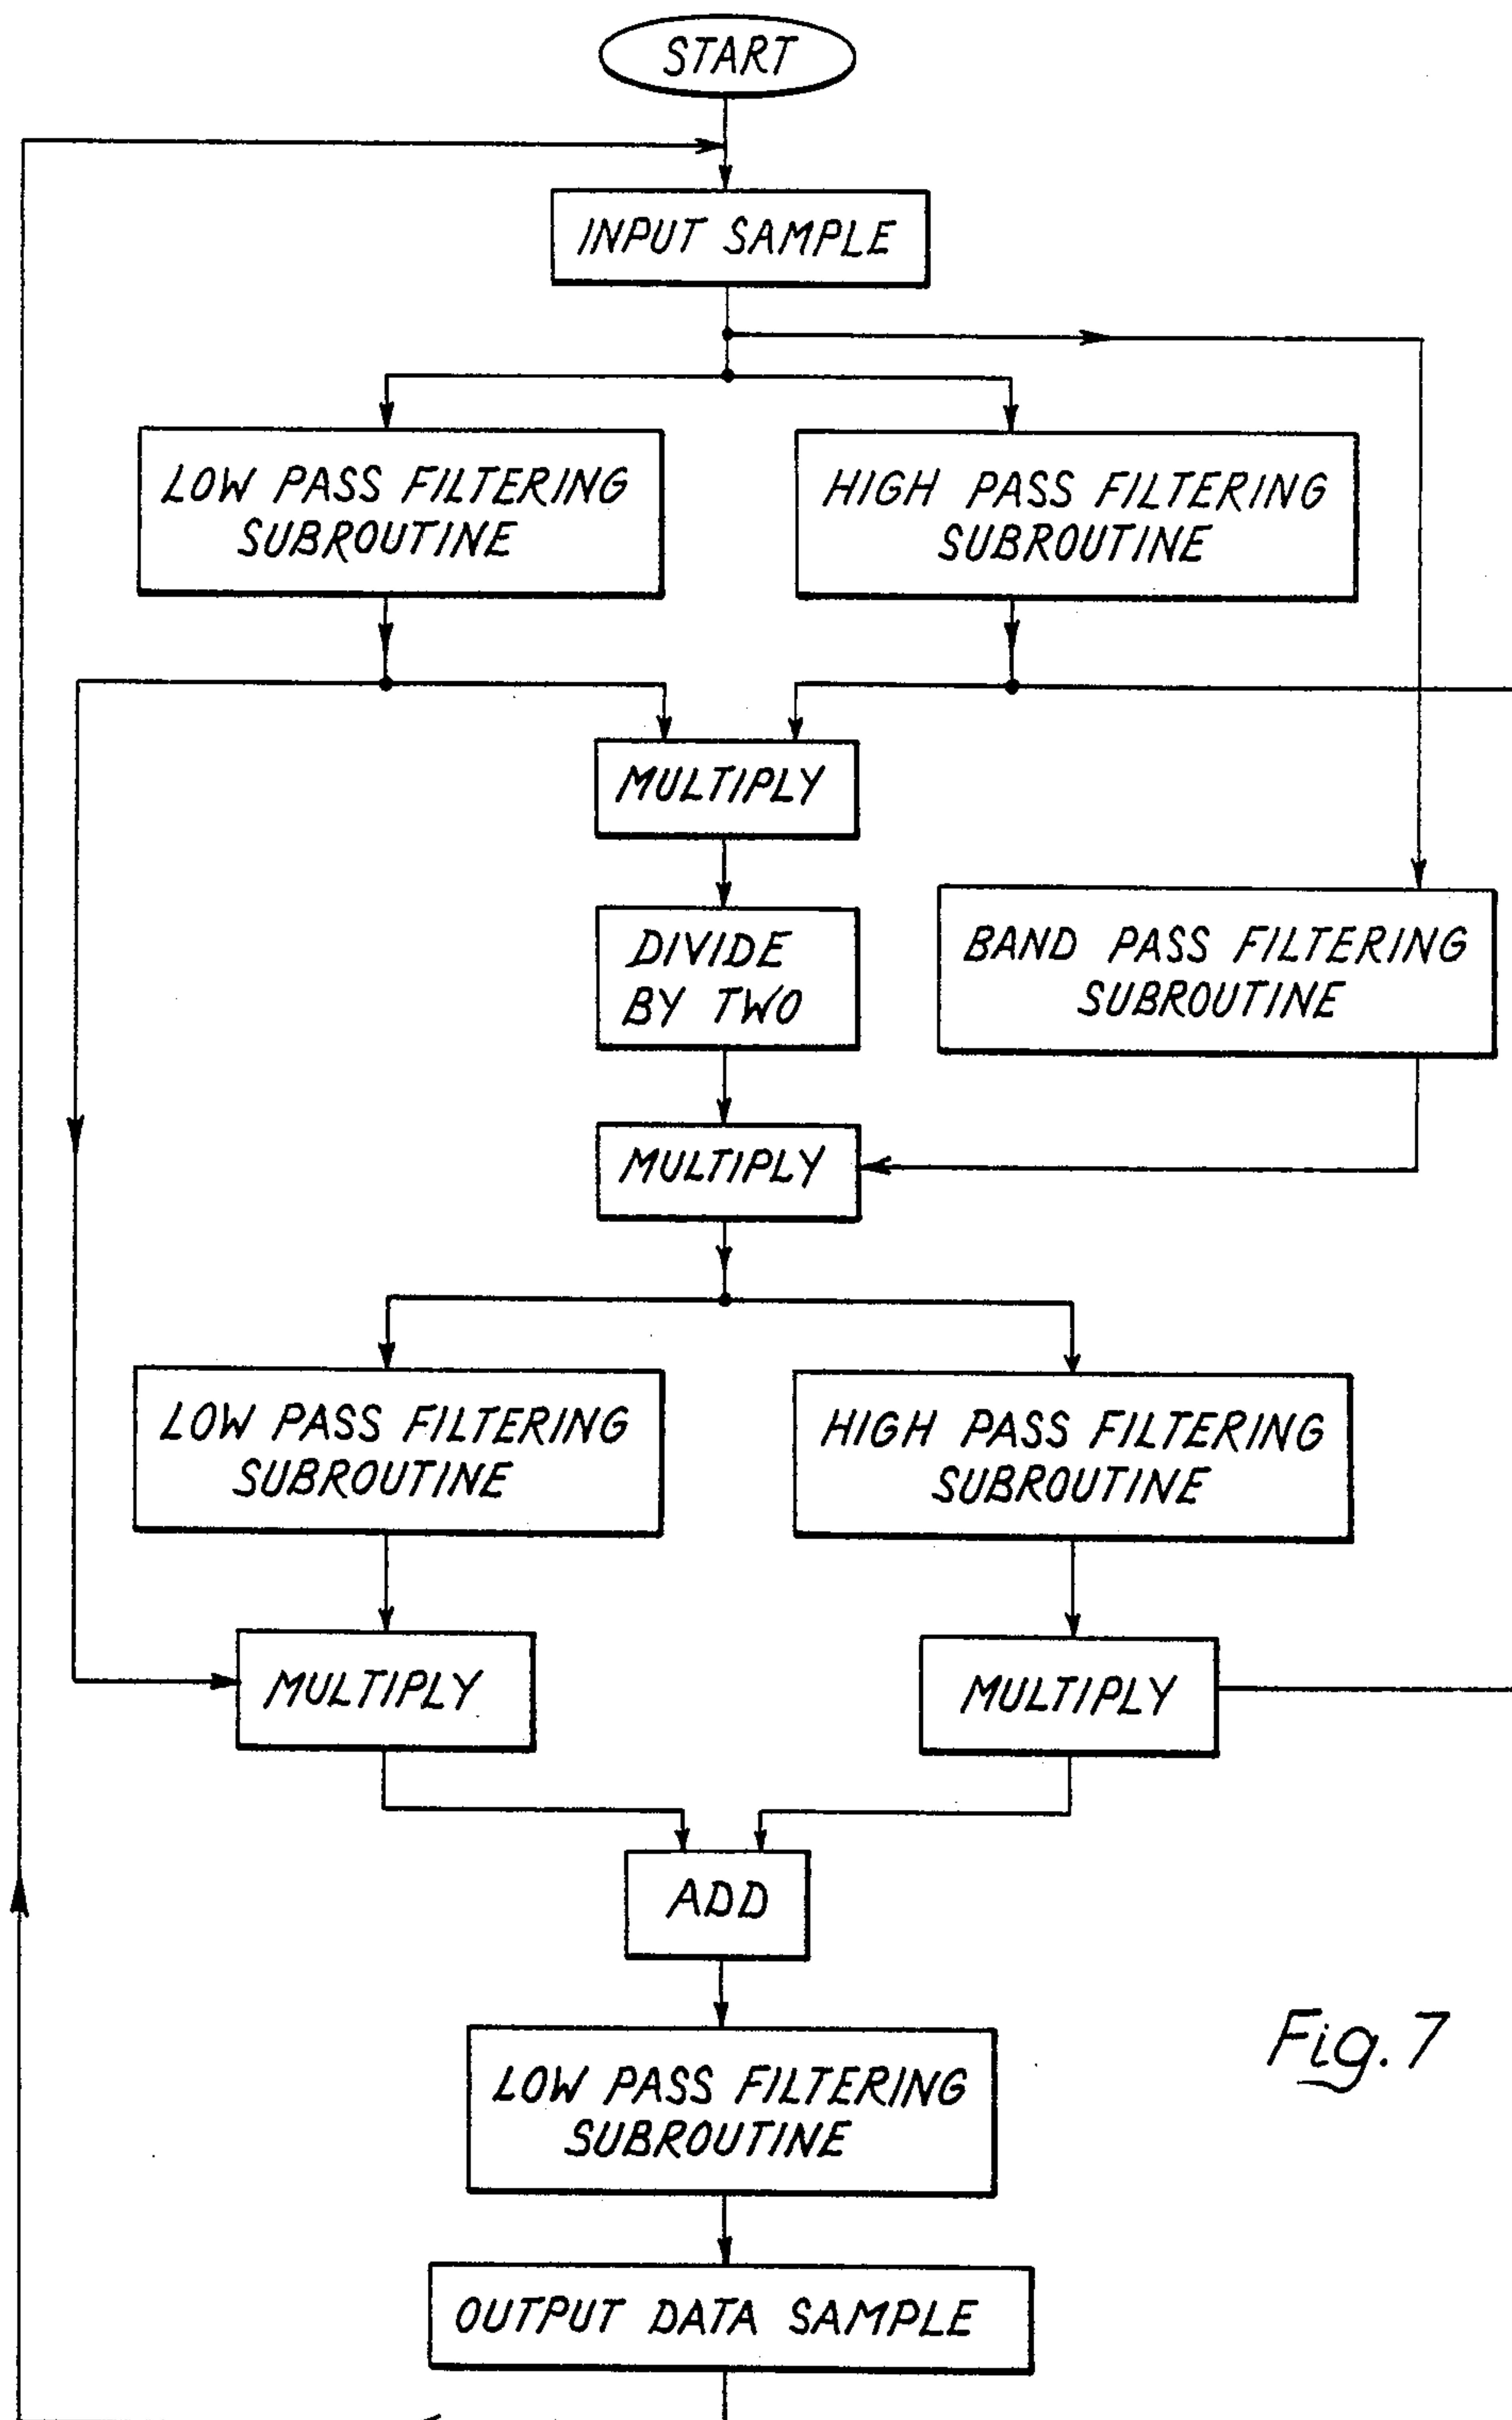 START
INPUT SAMPLE
LOW PASS FILTERING
SUBROUTINE
HIGH PASS FILTERING
SUBROUTINE
MULTIPLY
DIVIDE
BY TWO
BAND PASS FILTERING
SUBROUTINE
MULTIPLY
LOW PASS FILTERING
SUBROUTINE
HIGH PASS FILTERING
SUBROUTINE
MULTIPLY
MULTIPLY
ADD
LOW PASS FILTERING
SUBROUTINE
OUTPUT DATA SAMPLE
Fig. 7